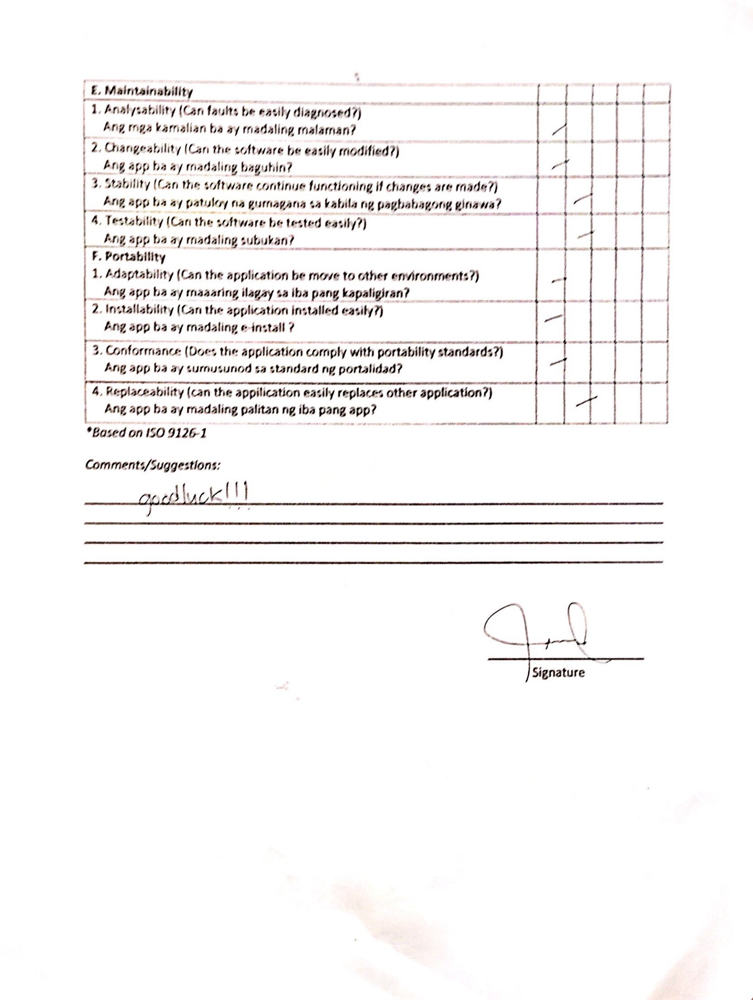 E. Maintainability
1. Analysability (Can faults be easily diagnosed?)
Ang mga kamalian ba ay madaling malaman?
2. Changeability (Can the software be easily modified?)
Ang app ba ay madaling baguhin?
3. Stability (Can the software continue functioning if changes are made?)
Ang app ba ay patuloy na gumagana sa kabila ng pagbabagong ginawa?
4. Testability (Can the software be tested easily?)
Ang app ba ay madaling subukan?
F. Portability
1. Adaptability (Can the application be move to other environments?)
Ang app ba ay maaaring ilagay sa iba pang kapaligiran?
2. Installability (Can the application installed easily?)
Ang app ba ay madaling e-install ?
3. Conformance (Does the application comply with portability standards?)
Ang app ba ay sumusunod sa standard ng portalidad?
4. Replaceability (can the appilication easily replaces other application?)
Ang app ba ay madaling palitan ng iba pang app?
*Based on ISO 9126-1
Comments/Suggestions:
goodluck!!!
Signature